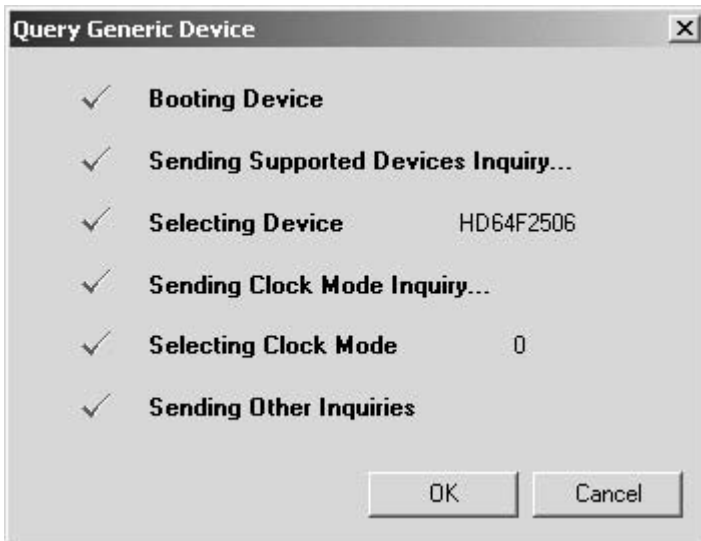 Query Generic Device
Booting Device
Sending Supported Devices Inquiry...
Selecting Device HD64F2506
Sending Clock Mode Inquiry...
Selecting Clock Mode 0
Sending Other Inquiries
OK Cancel